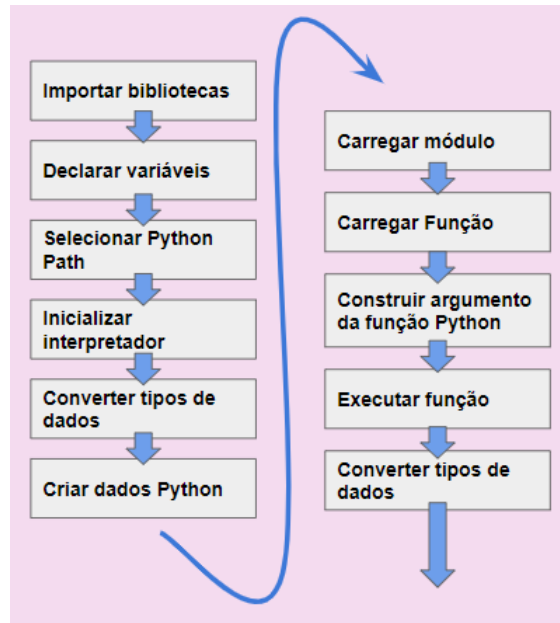 Importar bibliotecas
Declarar variáveis
Selecionar Python
Path
Inicializar
interpretador
Converter tipos de
dados
Criar dados Python
Carregar módulo
Carregar Função
Construir argumento
da função Python
Executar função
Converter tipos de
dados